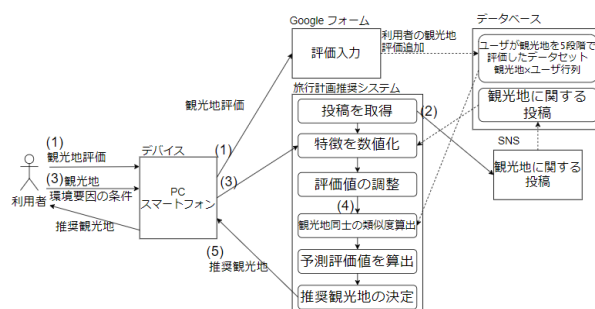 Google フォーム
評価入力
利用者の観光地
評価追加
データベース
ユーザが観光地を5段階で
評価したデータセット
観光地×ユーザ行列
観光地に関する
投稿
旅行計画推奨システム
投稿を取得
(2)
特徴を数値化
評価値の調整
(4)
観光地同士の類似度算出
予測評価値を算出
推奨観光地の決定
SNS
観光地に関する
投稿
観光地評価
(1)
(3)
デバイス
PC
スマートフォン
(1)
観光地評価
(3)
観光地
環境要因の条件
利用者
推奨観光地
(5)
推奨観光地